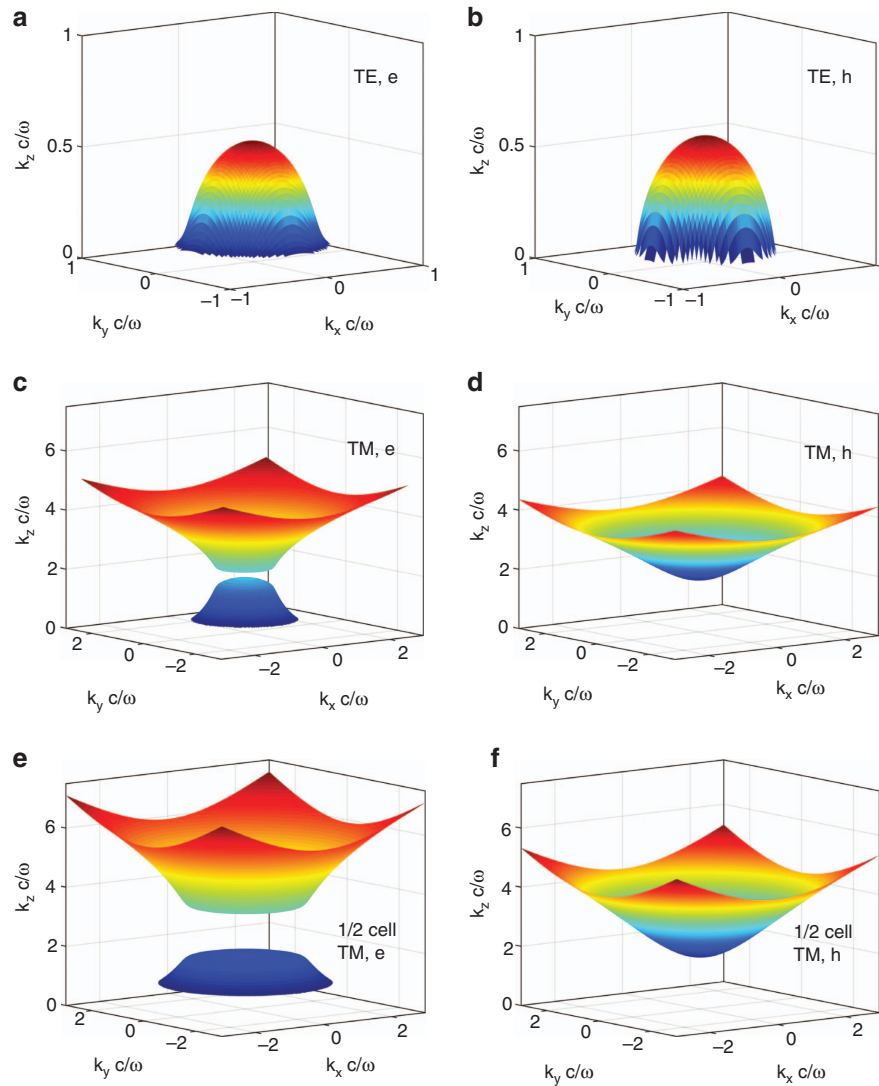 a
TE, e
1
0.5
0
k_z c/ω
1
0
−1
k_y c/ω
−1
0
1
k_x c/ω
b
TE, h
1
0.5
0
k_z c/ω
1
0
−1
k_y c/ω
−1
0
1
k_x c/ω
c
TM, e
6
4
2
0
k_z c/ω
2
0
−2
k_y c/ω
−2
0
2
k_x c/ω
d
TM, h
6
4
2
0
k_z c/ω
2
0
−2
k_y c/ω
−2
0
2
k_x c/ω
e
1/2 cell
TM, e
6
4
2
0
k_z c/ω
2
0
−2
k_y c/ω
−2
0
2
k_x c/ω
f
1/2 cell
TM, h
6
4
2
0
k_z c/ω
2
0
−2
k_y c/ω
−2
0
2
k_x c/ω